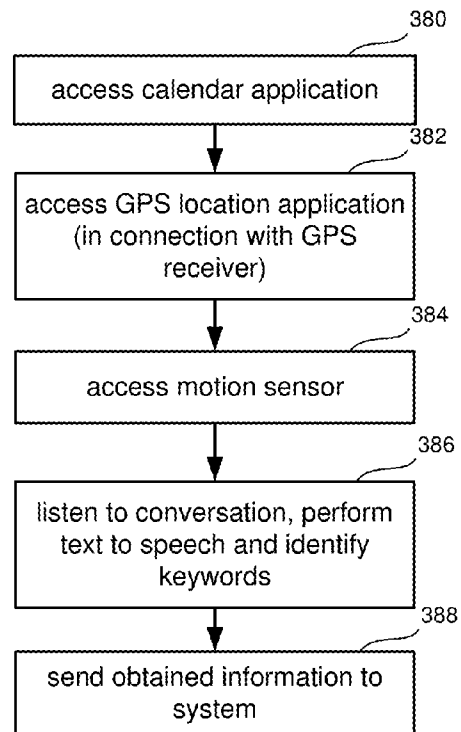 380
access calendar application
382
access GPS location application
(in connection with GPS
receiver)
384
access motion sensor
386
listen to conversation, perform
text to speech and identify
keywords
388
send obtained information to
system